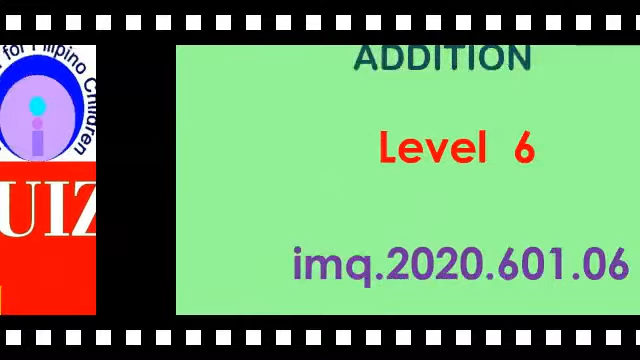 for Filipino Children
UIZ
ADDITION
Level 6
imq.2020.601.06